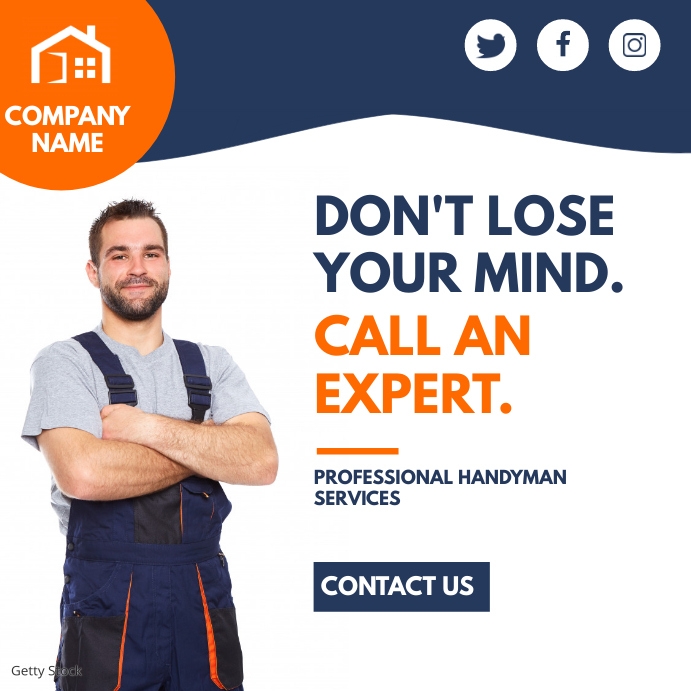 COMPANY
NAME
DON'T LOSE
YOUR MIND.
CALL AN
EXPERT.
PROFESSIONAL HANDYMAN
SERVICES
CONTACT US
Getty Stock